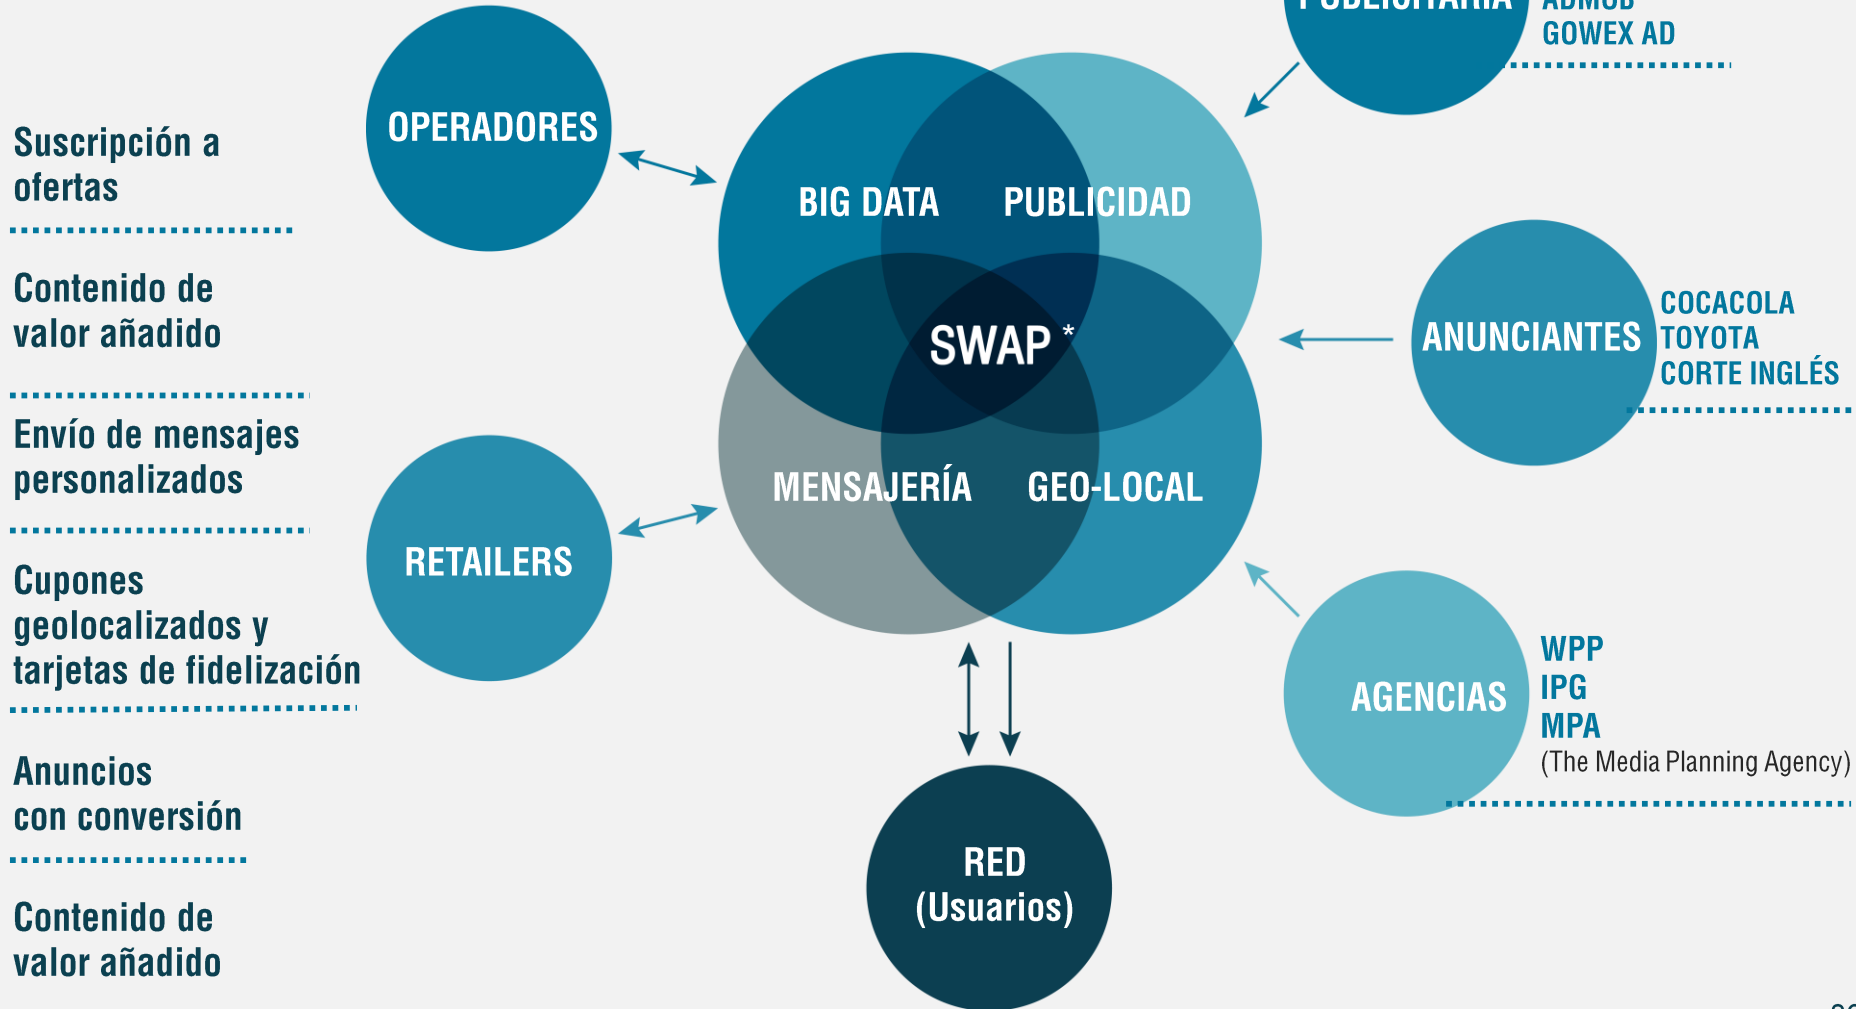 Suscripción a
ofertas
Contenido de
valor añadido
Envío de mensajes
personalizados
Cupones
geolocalizados y
tarjetas de fidelización
Anuncios
con conversión
Contenido de
valor añadido
OPERADORES
RETAILERS
BIG DATA
PUBLICIDAD
SWAP *
MENSAJERÍA
GEO-LOCAL
RED
(Usuarios)
PUBLICITARIA
ADMOB
GOWEX AD
ANUNCIANTES
COCACOLA
TOYOTA
CORTE INGLÉS
AGENCIAS
WPP
IPG
MPA
(The Media Planning Agency)